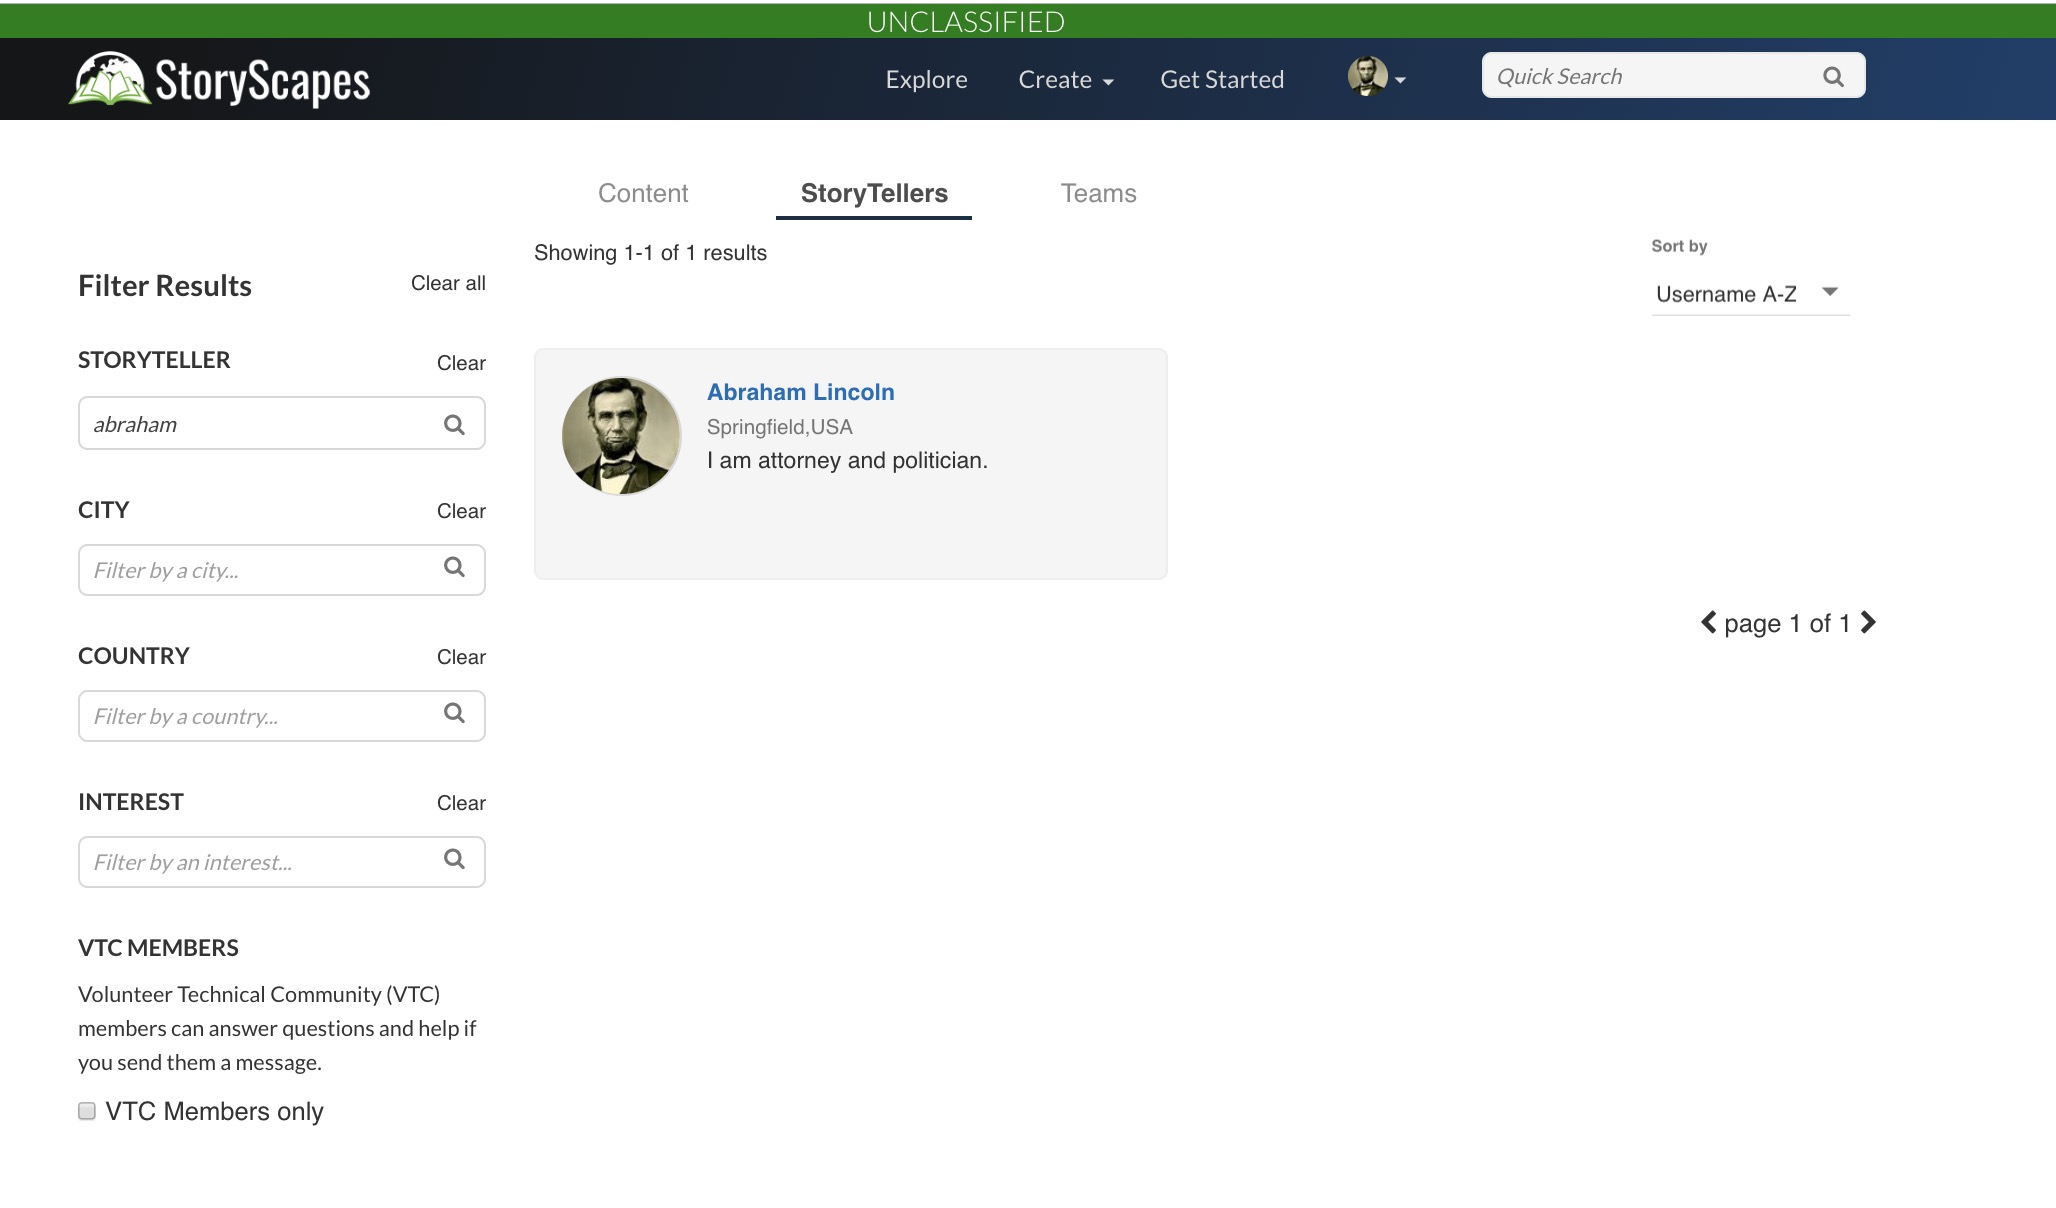 UNCLASSIFIED
StoryScapes
Explore
Create
Get Started
Quick Search
Content
StoryTellers
Teams
Showing 1-1 of 1 results
Sort by
Username A-Z
Filter Results
Clear all
STORYTELLER
Clear
abraham
CITY
Clear
Filter by a city...
COUNTRY
Clear
Filter by a country...
INTEREST
Clear
Filter by an interest...
VTC MEMBERS
Volunteer Technical Community (VTC)
members can answer questions and help if
you send them a message.
VTC Members only
Abraham Lincoln
Springfield,USA
I am attorney and politician.
page 1 of 1